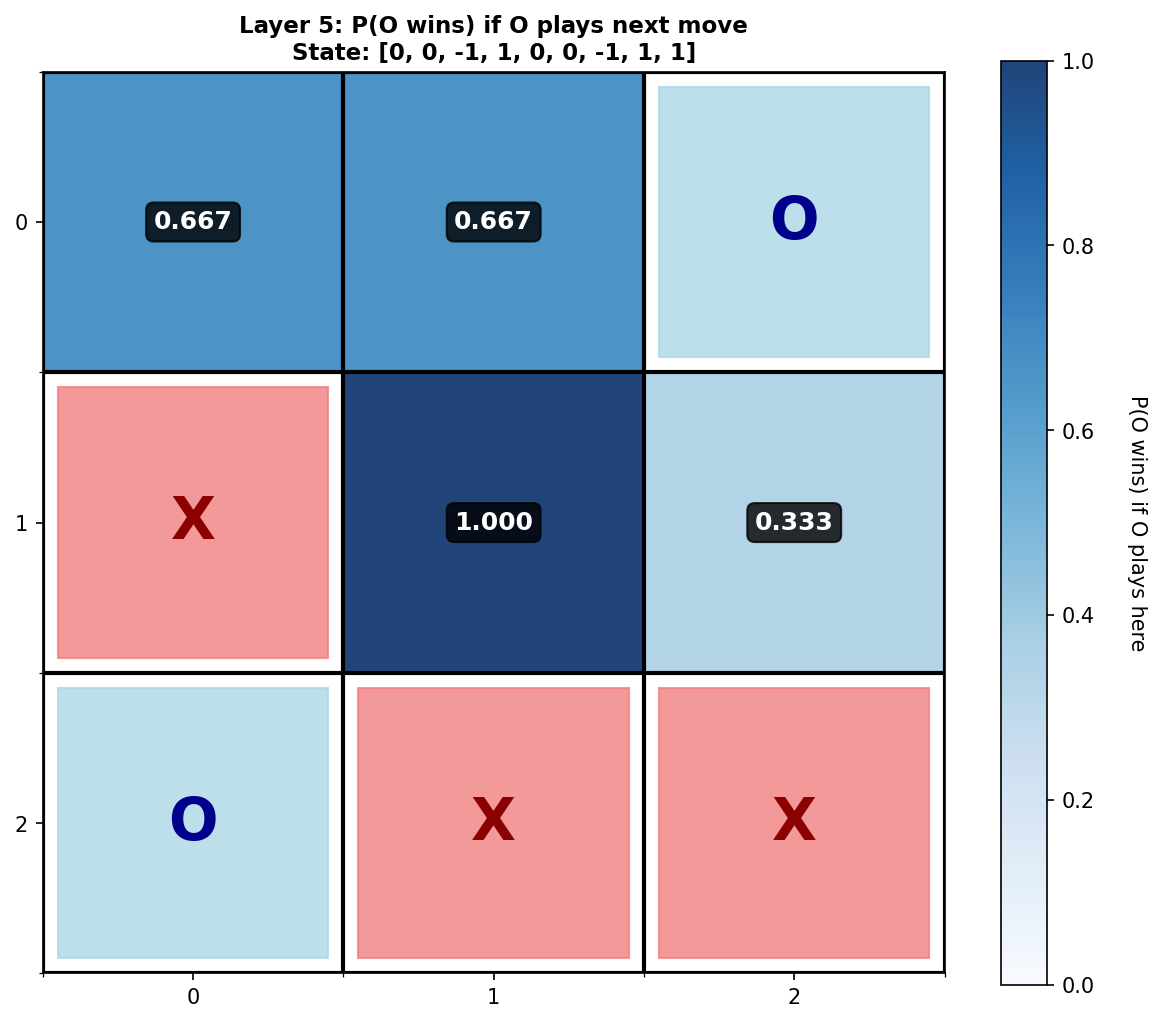 Layer 5: P(O wins) if O plays next move
State: [0, 0, -1, 1, 0, 0, -1, 1, 1]
0
0.667
0.667
O
1
X
1.000
0.333
2
O
X
X
0
1
2
1.0
0.8
0.6
0.4
0.2
0.0
P(O wins) if O plays here